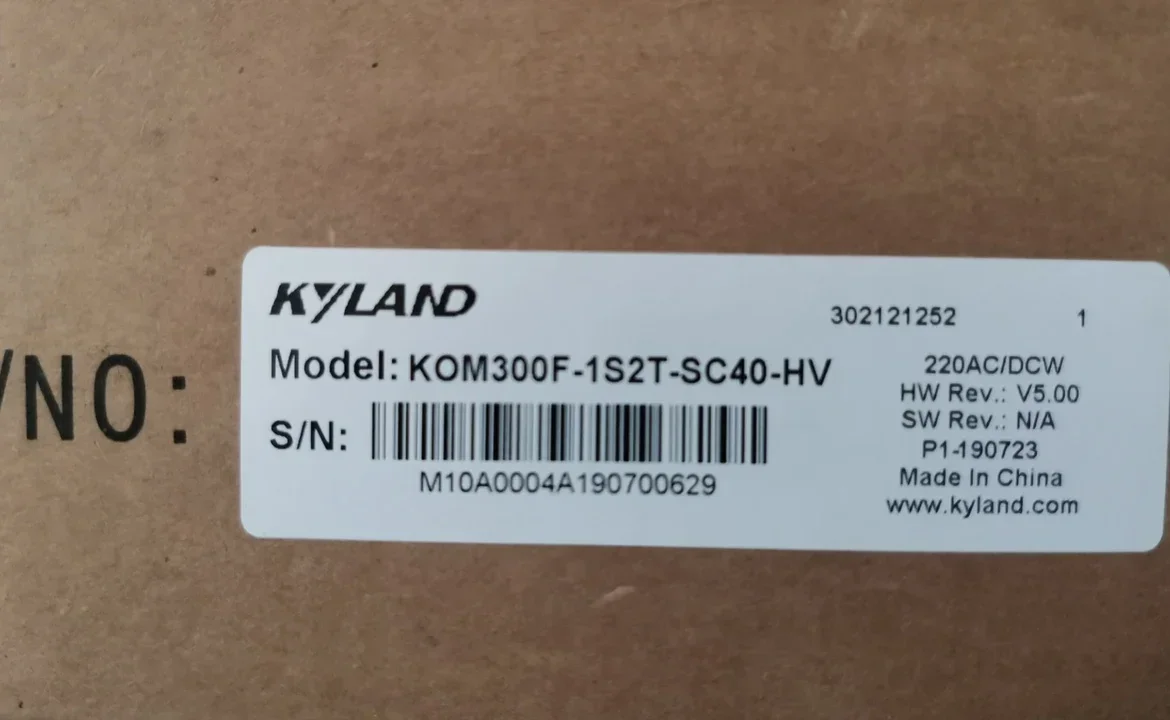 /NO:
KYLAND
302121252 1
Model: KOM300F-1S2T-SC40-HV
220AC/DCW
HW Rev.: V5.00
S/N:
SW Rev.: N/A
M10A0004A190700629
P1-190723
Made In China
www.kyland.com